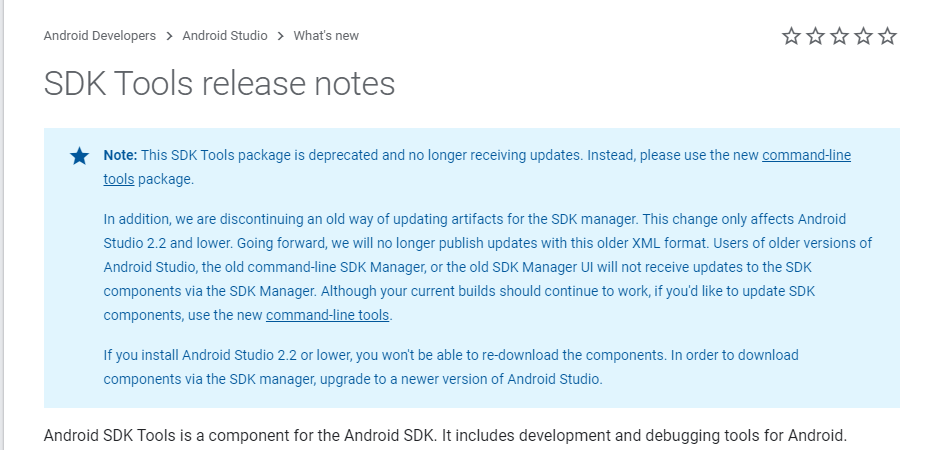 Android Developers > Android Studio > What's new
SDK Tools release notes
Note: This SDK Tools package is deprecated and no longer receiving updates. Instead, please use the new command-line
tools package.
In addition, we are discontinuing an old way of updating artifacts for the SDK manager. This change only affects Android
Studio 2.2 and lower. Going forward, we will no longer publish updates with this older XML format. Users of older versions of
Android Studio, the old command-line SDK Manager, or the old SDK Manager UI will not receive updates to the SDK
components via the SDK Manager. Although your current builds should continue to work, if you'd like to update SDK
components, use the new command-line tools.
If you install Android Studio 2.2 or lower, you won't be able to re-download the components. In order to download
components via the SDK manager, upgrade to a newer version of Android Studio.
Android SDK Tools is a component for the Android SDK. It includes development and debugging tools for Android.